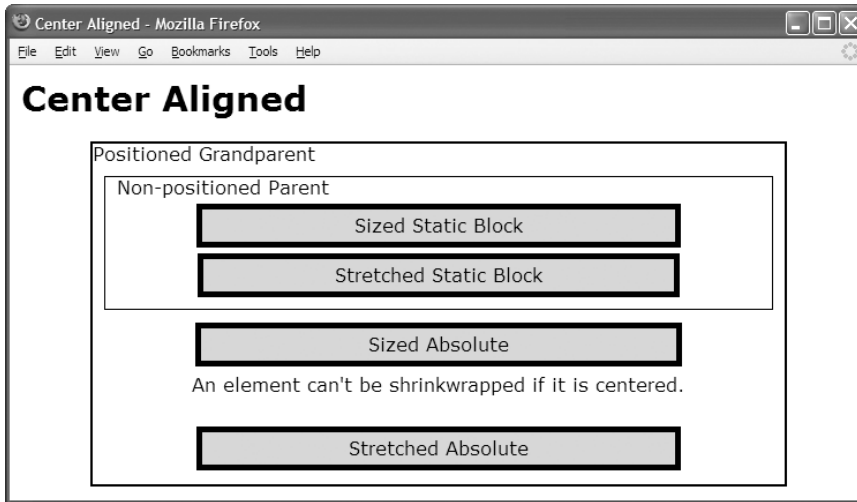 Center Aligned - Mozilla Firefox
File Edit View Go Bookmarks Tools Help
Center Aligned
Positioned Grandparent
Non-positioned Parent
Sized Static Block
Stretched Static Block
Sized Absolute
An element can't be shrinkwrapped if it is centered.
Stretched Absolute